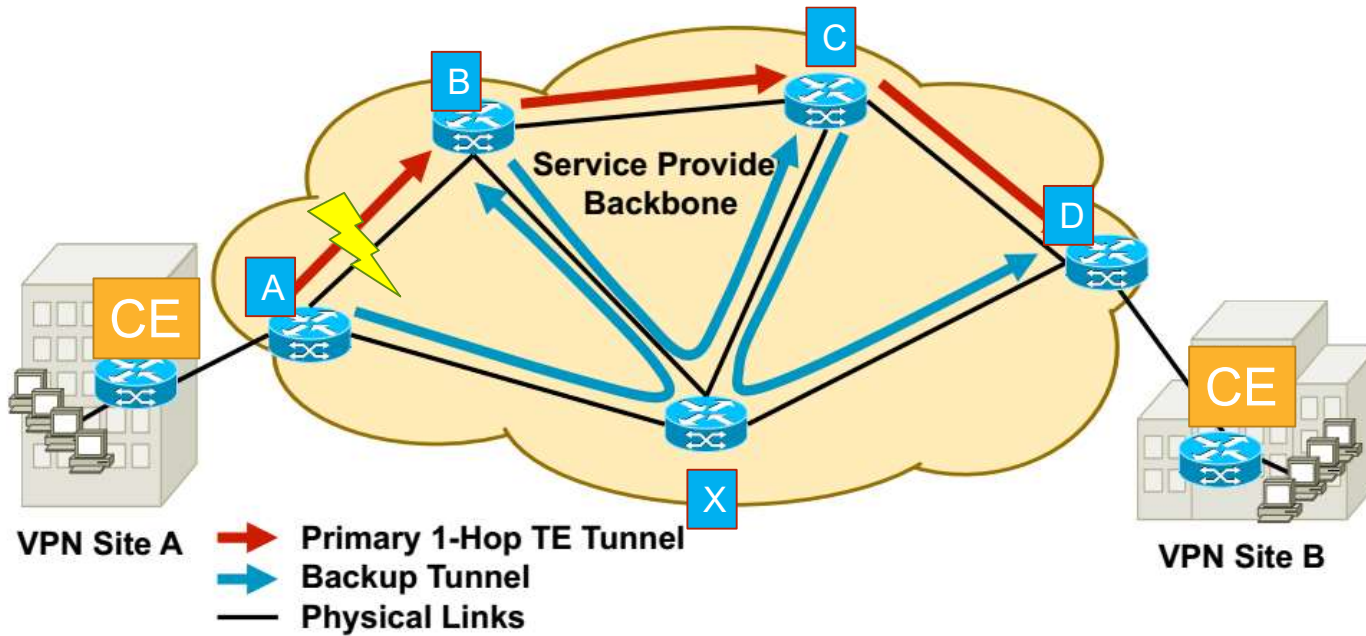 C
B
Service Provide
Backbone
D
A
CE
CE
X
VPN Site A
Primary 1-Hop TE Tunnel
VPN Site B
Backup Tunnel
Physical Links